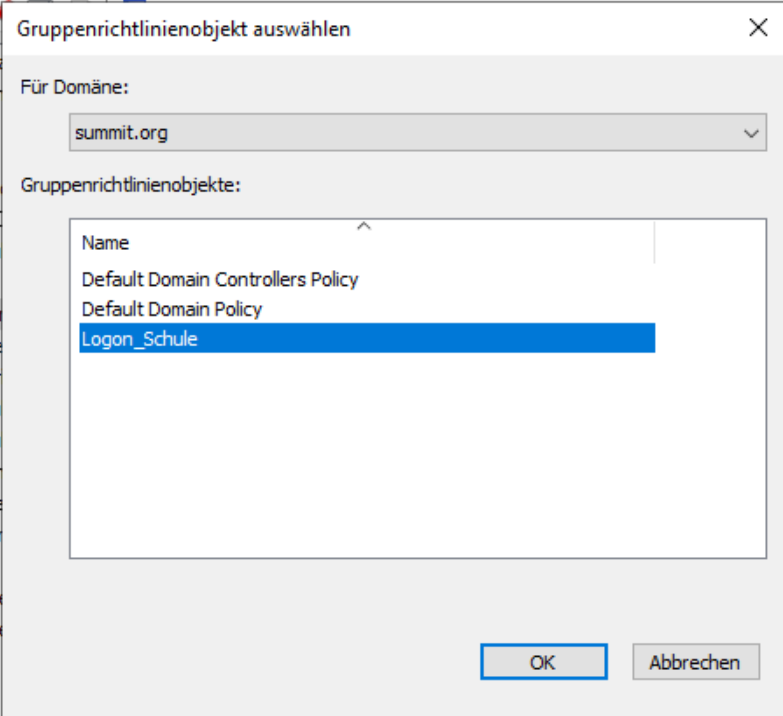 Gruppenrichtlinienobjekt auswählen
Für Domäne:
summit.org
Gruppenrichtlinienobjekte:
Name
Default Domain Controllers Policy
Default Domain Policy
Logon_Schule
OK
Abbrechen